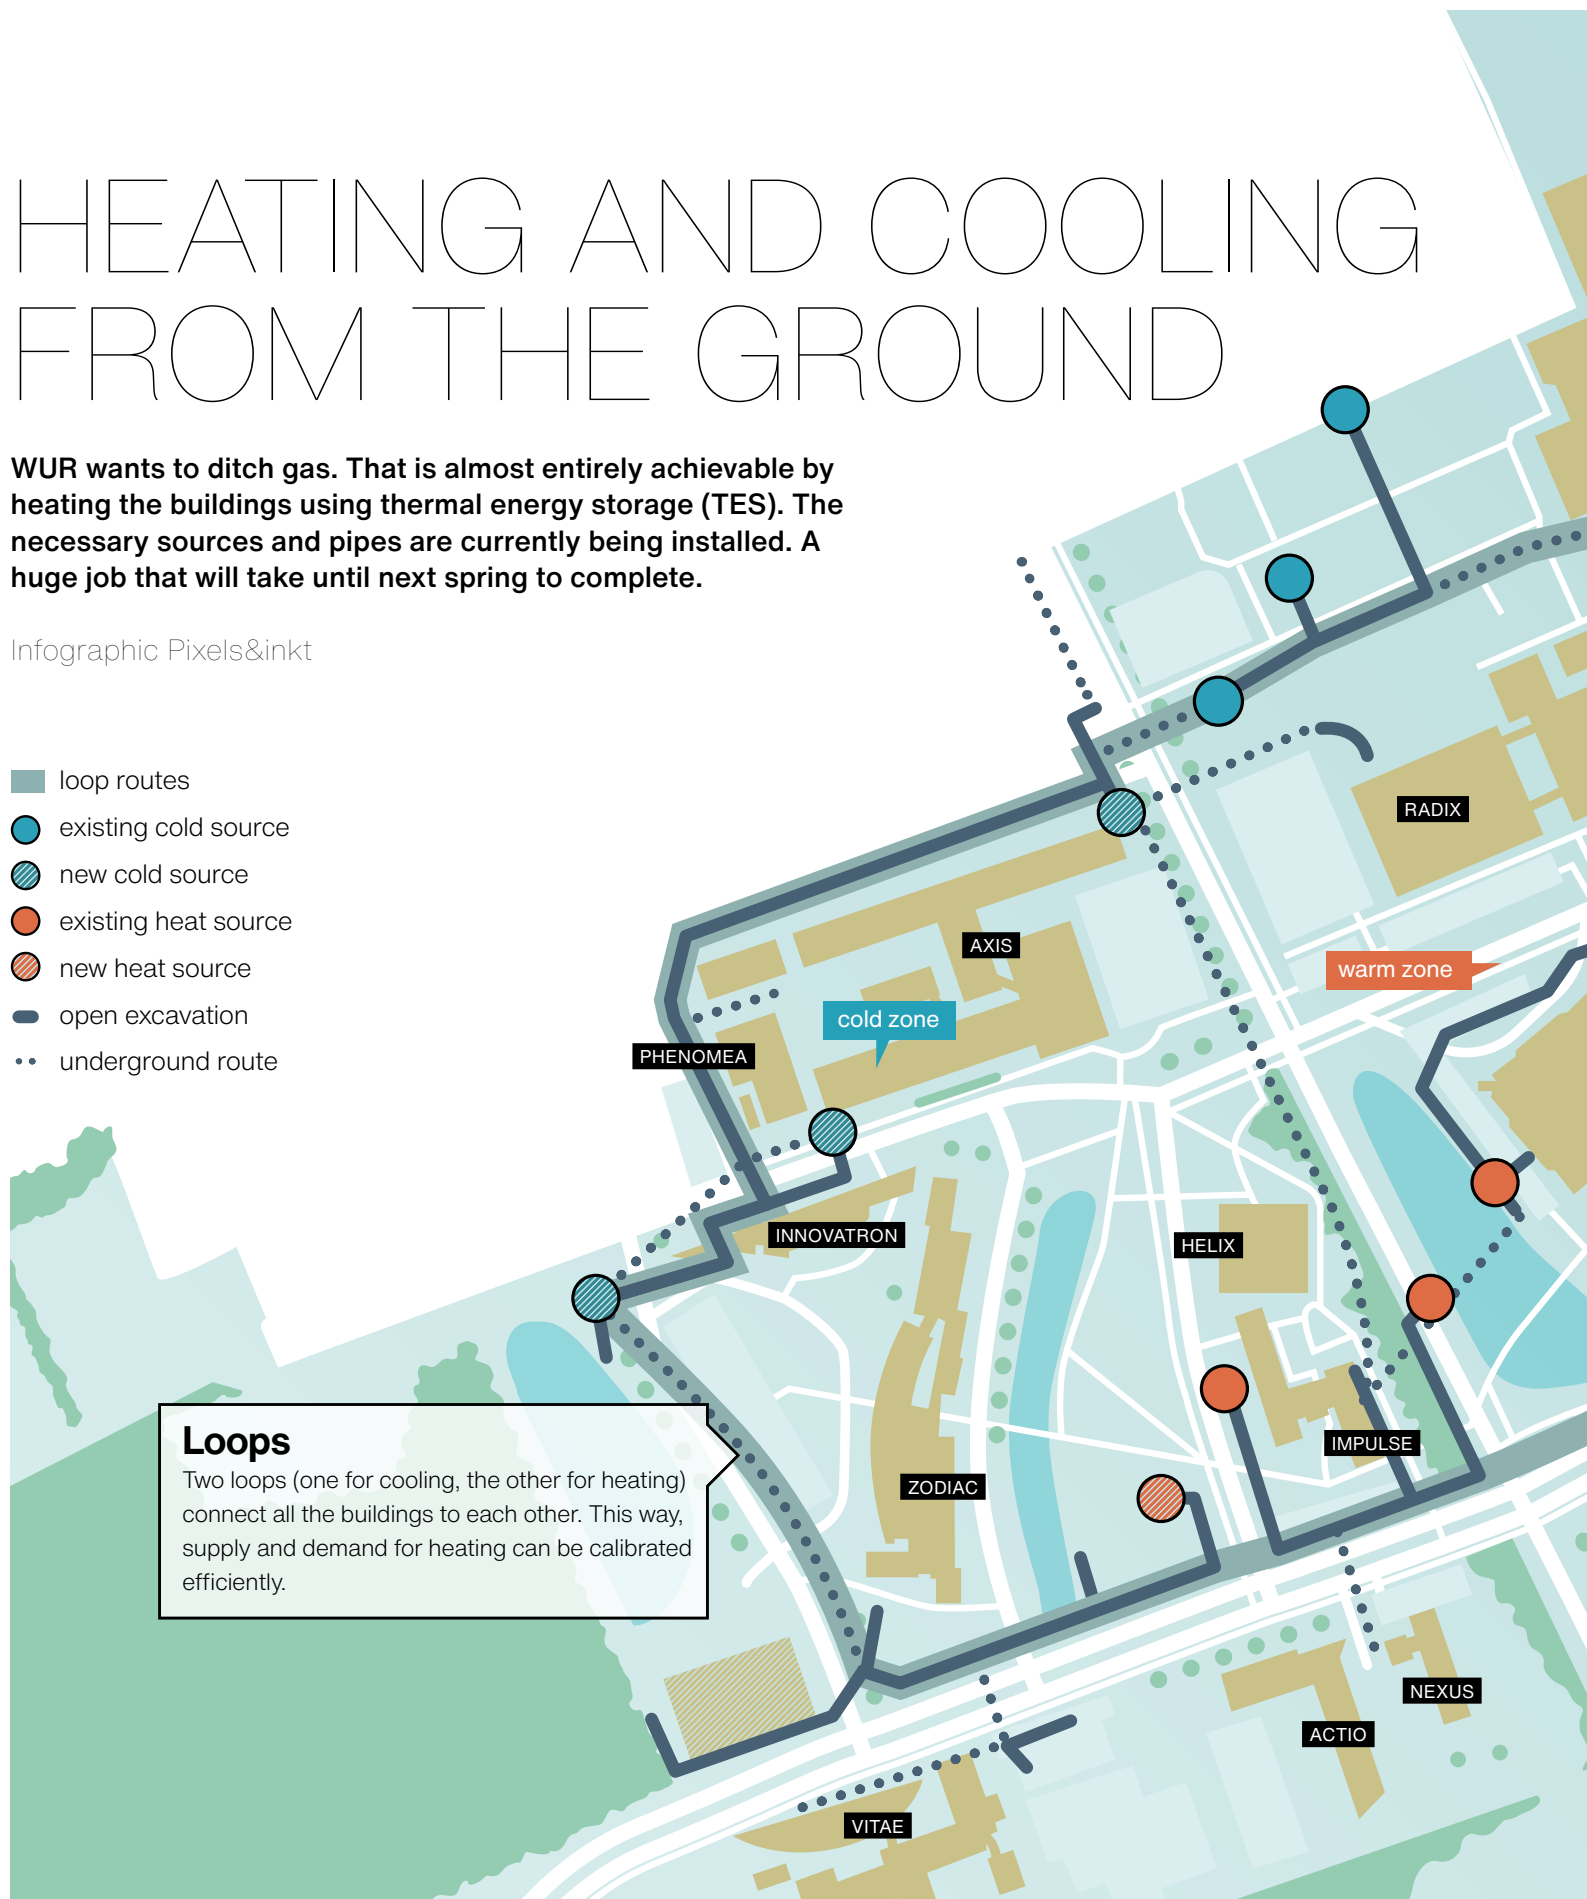 HEATING AND COOLING
FROM THE GROUND
WUR wants to ditch gas. That is almost entirely achievable by
heating the buildings using thermal energy storage (TES). The
necessary sources and pipes are currently being installed. A
huge job that will take until next spring to complete.
Infographic Pixels&inkt
loop routes
existing cold source
new cold source
existing heat source
new heat source
open excavation
underground route
RADIX
AXIS
warm zone
cold zone
PHENOMEA
INNOVATRON
HELIX
Loops
Two loops (one for cooling, the other for heating)
connect all the buildings to each other. This way,
supply and demand for heating can be calibrated
efficiently.
IMPULSE
ZODIAC
NEXUS
ACTIO
VITAE